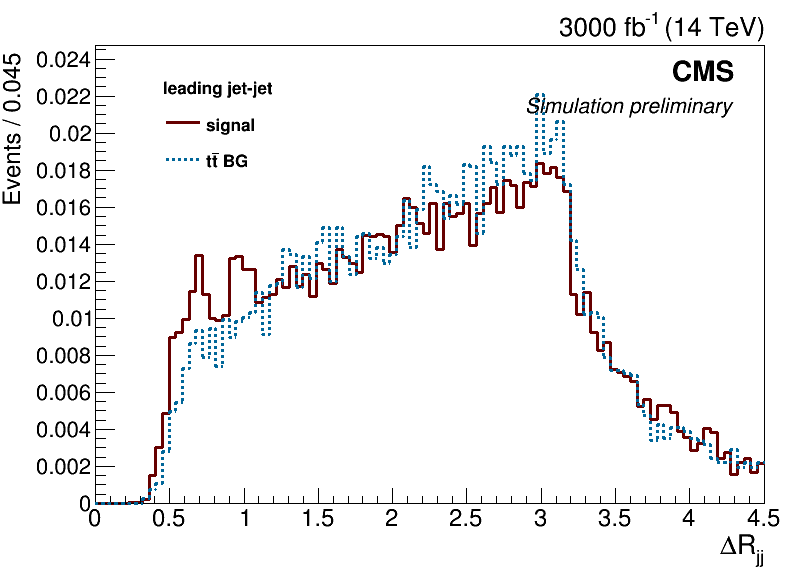 3000 fb⁻¹ (14 TeV)
CMS
Simulation preliminary
leading jet-jet
signal
tt̄ BG
Events / 0.045
0.024
0.022
0.02
0.018
0.016
0.014
0.012
0.01
0.008
0.006
0.004
0.002
0
0 0.5 1 1.5 2 2.5 3 3.5 4 4.5
ΔR_jj